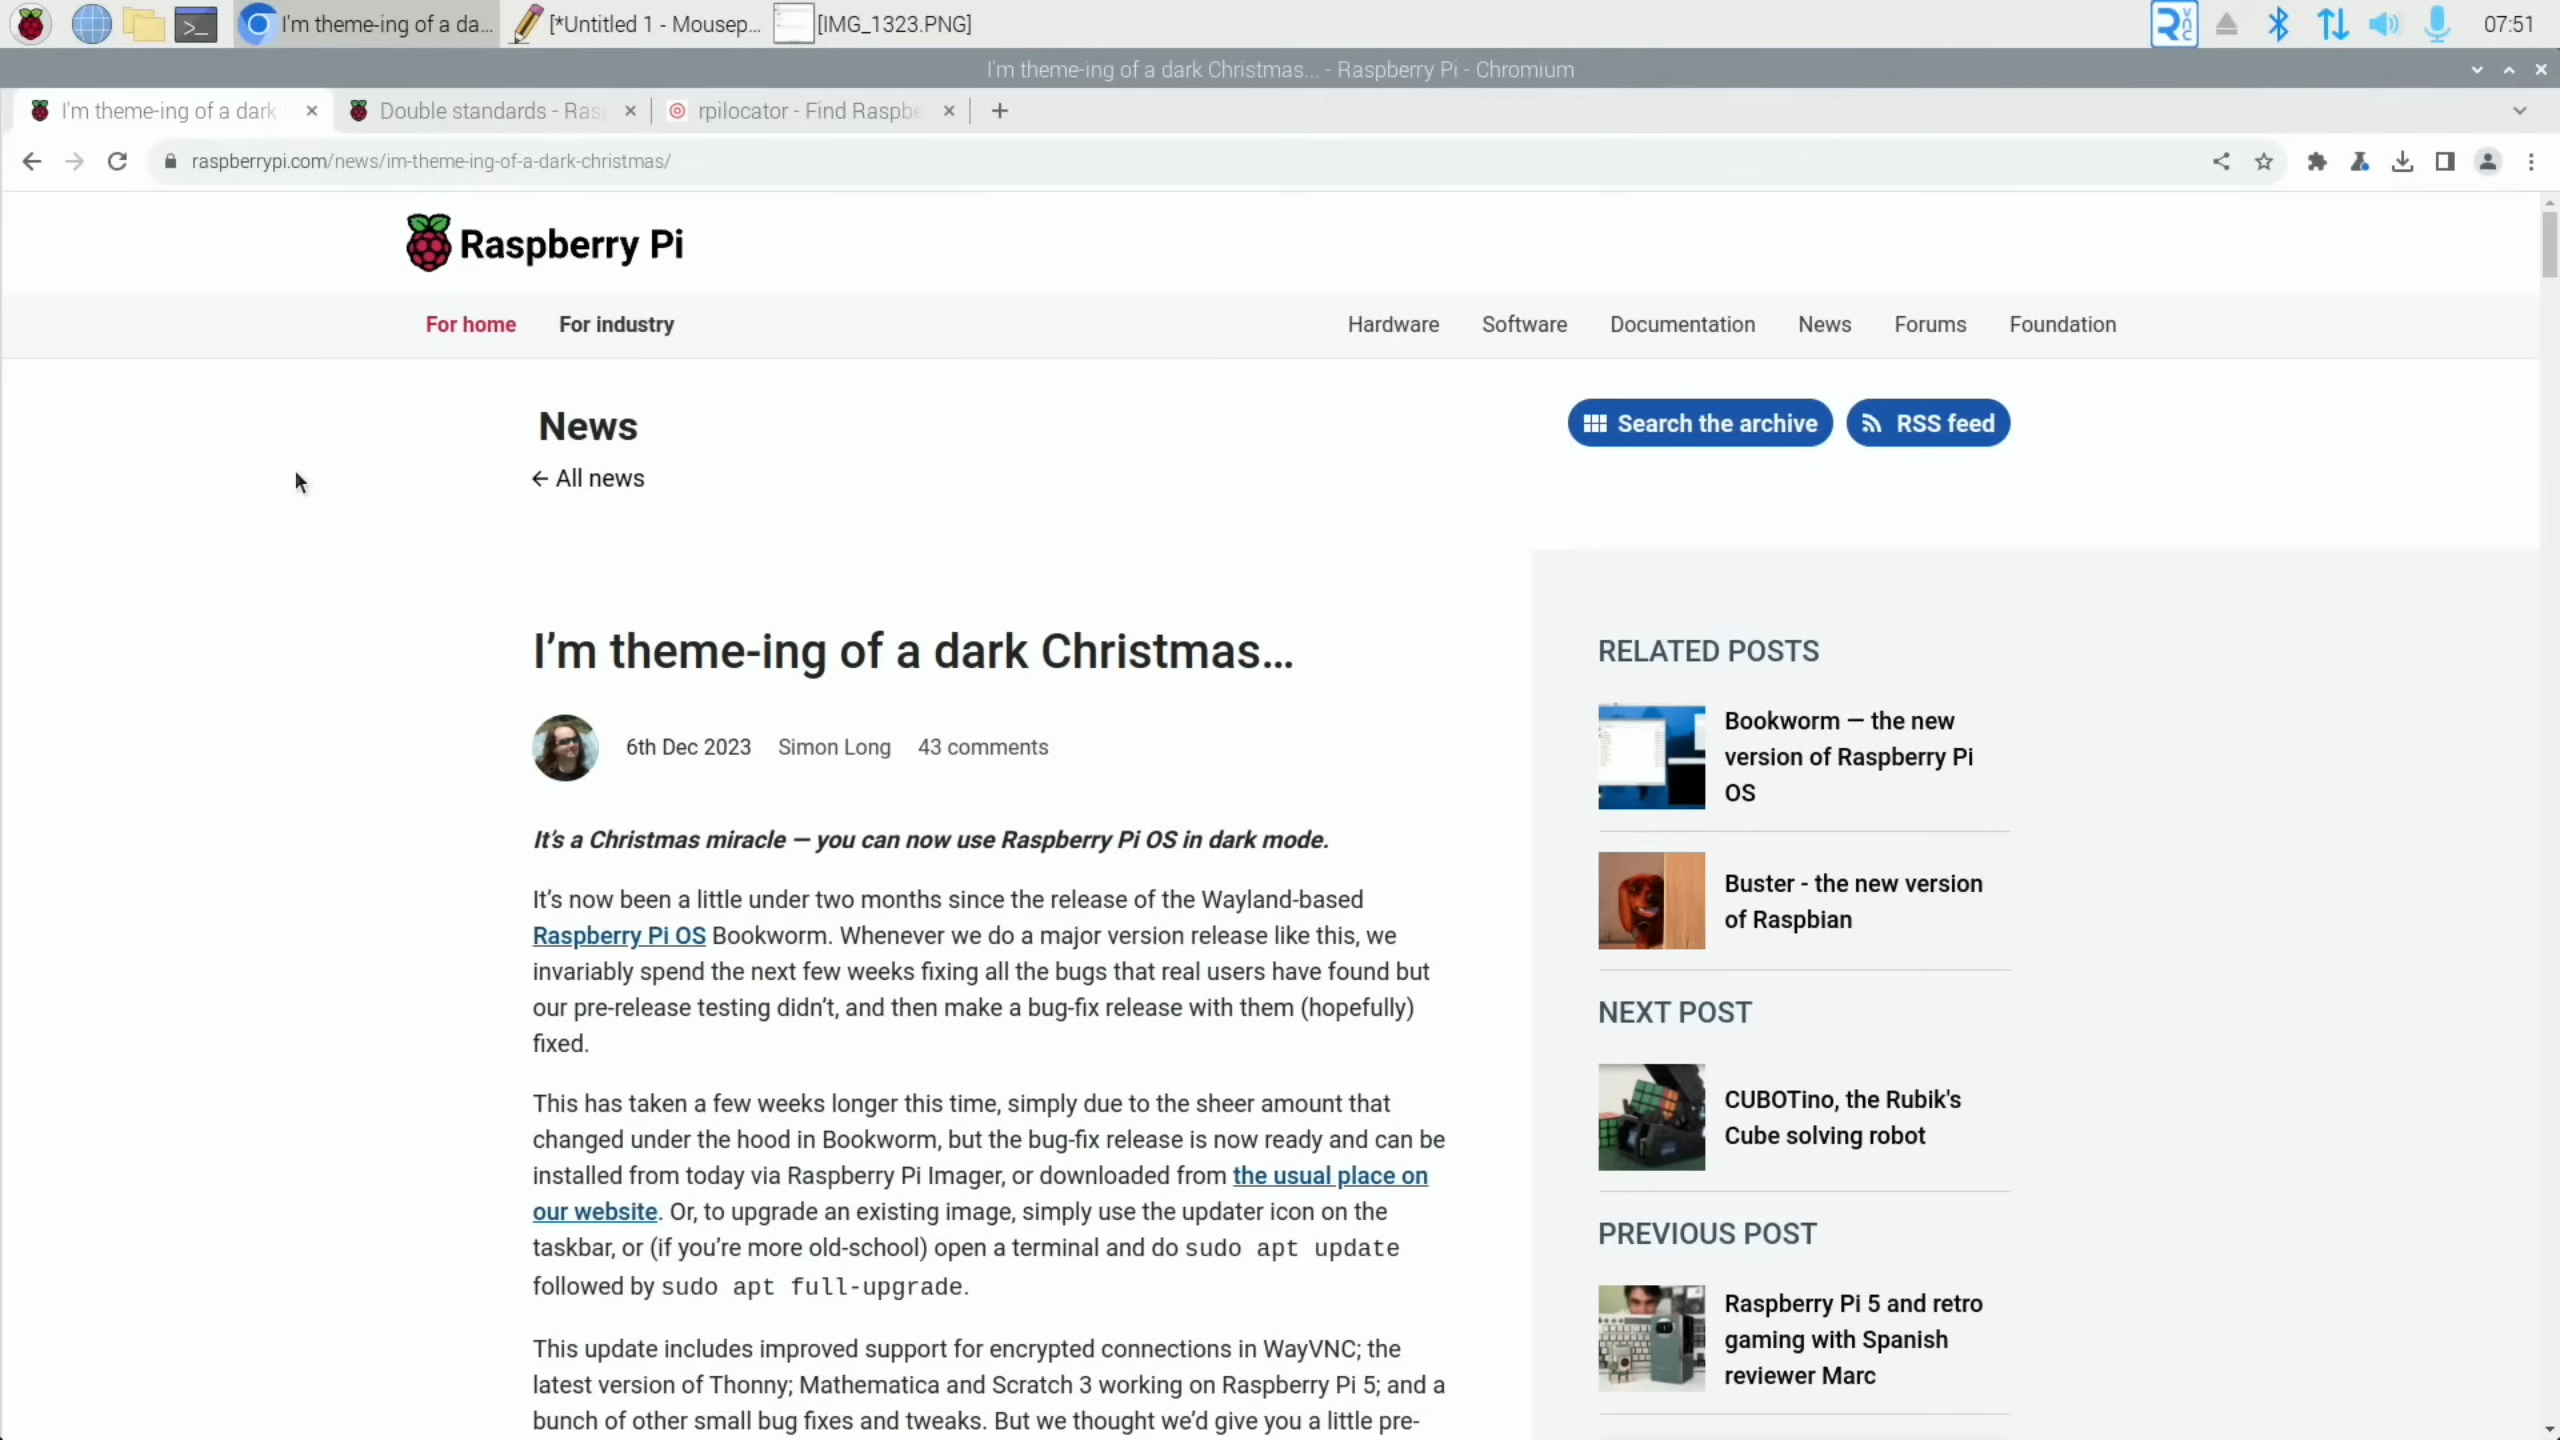 I'm theme-ing of a da...
[*Untitled 1 - Mousep...
[IMG_1323.PNG]
07:51
I'm theme-ing of a dark Christmas... - Raspberry Pi - Chromium
I'm theme-ing of a dark
Double standards - Rasp
rpilocator - Find Raspbe
raspberrypi.com/news/im-theme-ing-of-a-dark-christmas/
Raspberry Pi
For home
For industry
Hardware
Software
Documentation
News
Forums
Foundation
News
Search the archive
RSS feed
← All news
I’m theme-ing of a dark Christmas…
6th Dec 2023 Simon Long 43 comments
It’s a Christmas miracle — you can now use Raspberry Pi OS in dark mode.
It’s now been a little under two months since the release of the Wayland-based
Raspberry Pi OS Bookworm. Whenever we do a major version release like this, we
invariably spend the next few weeks fixing all the bugs that real users have found but
our pre-release testing didn’t, and then make a bug-fix release with them (hopefully)
fixed.
This has taken a few weeks longer this time, simply due to the sheer amount that
changed under the hood in Bookworm, but the bug-fix release is now ready and can be
installed from today via Raspberry Pi Imager, or downloaded from the usual place on
our website. Or, to upgrade an existing image, simply use the updater icon on the
taskbar, or (if you’re more old-school) open a terminal and do sudo apt update
followed by sudo apt full-upgrade.
This update includes improved support for encrypted connections in WayVNC; the
latest version of Thonny; Mathematica and Scratch 3 working on Raspberry Pi 5; and a
bunch of other small bug fixes and tweaks. But we thought we’d give you a little pre-
RELATED POSTS
Bookworm — the new
version of Raspberry Pi
OS
Buster - the new version
of Raspbian
NEXT POST
CUBOTino, the Rubik's
Cube solving robot
PREVIOUS POST
Raspberry Pi 5 and retro
gaming with Spanish
reviewer Marc